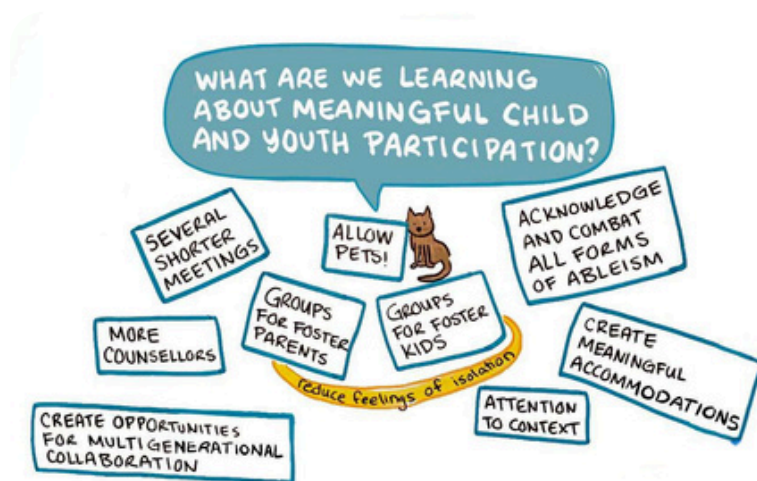 WHAT ARE WE LEARNING
ABOUT MEANINGFUL CHILD
AND YOUTH PARTICIPATION?
SEVERAL
SHORTER
MEETINGS
ALLOW
PETS!
ACKNOWLEDGE
AND COMBAT
ALL FORMS
OF ABLEISM
GROUPS
FOR FOSTER
PARENTS
GROUPS
FOR FOSTER
KIDS
MORE
COUNSELLORS
CREATE
MEANINGFUL
ACCOMMODATIONS
reduce feelings of isolation
ATTENTION
TO CONTEXT
CREATE OPPORTUNITIES
FOR MULTIGENERATIONAL
COLLABORATION